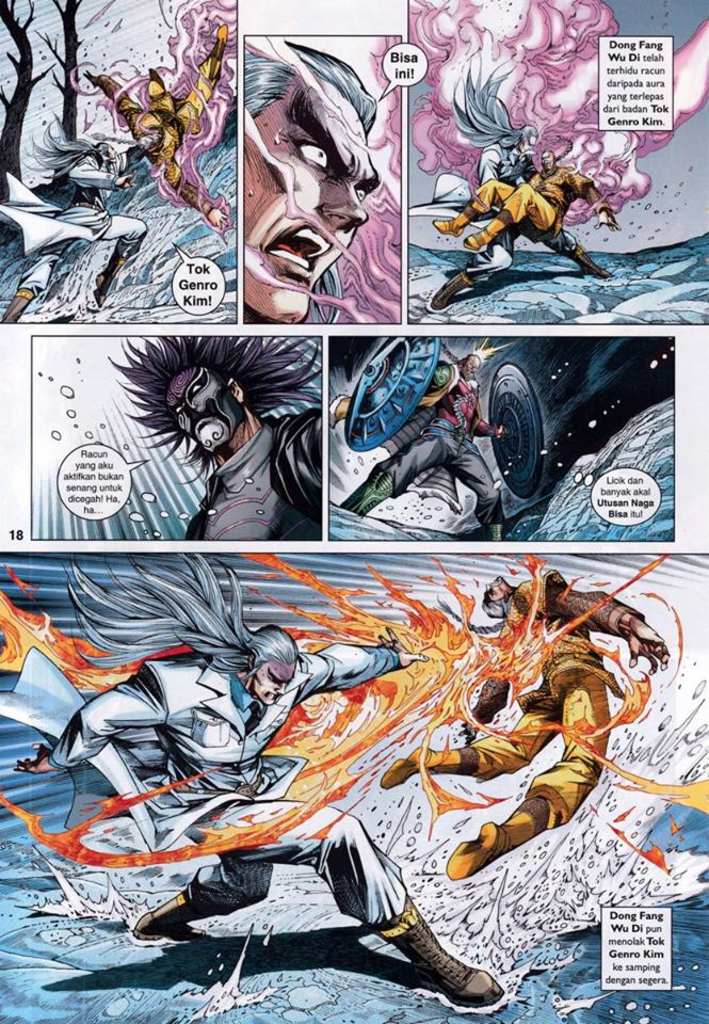 Tok
Genro
Kim!
Bisa
ini!
Dong Fang
Wu Di telah
terhidu racun
daripada aura
yang terlepas
dari badan Tok
Genro Kim.
Racun
yang aku
aktifkan bukan
senang untuk
dicegah! Ha,
ha...
Licik dan
banyak akal
Utusan Naga
Bisa itu!
18
Dong Fang
Wu Di pun
menolak Tok
Genro Kim
ke samping
dengan segera.